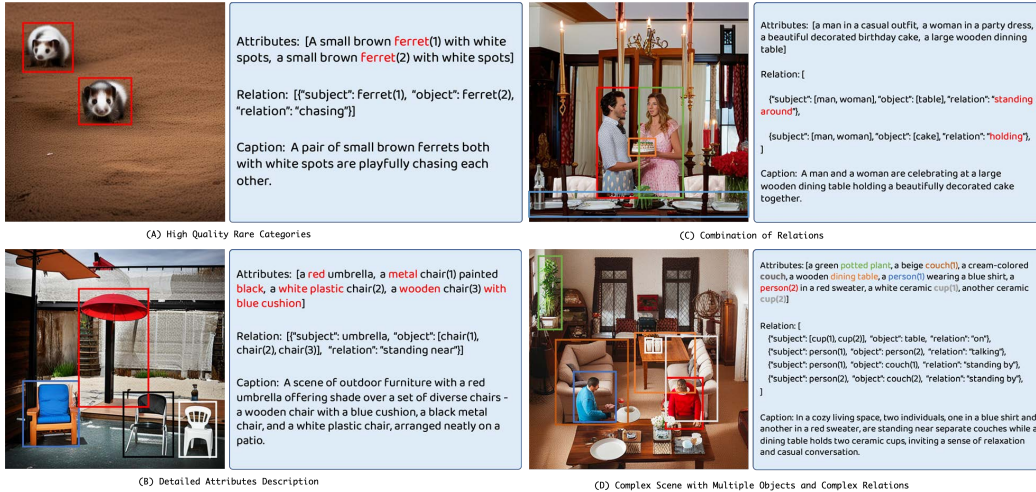 Attributes: [A small brown ferret(1) with white
spots, a small brown ferret(2) with white spots]
Relation: [{"subject": ferret(1), "object": ferret(2),
"relation": "chasing"}]
Caption: A pair of small brown ferrets both
with white spots are playfully chasing each
other.
(A) High Quality Rare Categories
Attributes: [a man in a casual outfit, a woman in a party dress,
a beautiful decorated birthday cake, a large wooden dinning
table]
Relation: [
{"subject": [man, woman], "object": [table], "relation": "standing
around"},
{subject": [man, woman], "object": [cake], "relation": "holding"},
]
Caption: A man and a woman are celebrating at a large
wooden dining table holding a beautifully decorated cake
together.
(C) Combination of Relations
Attributes: [a red umbrella, a metal chair(1) painted
black, a white plastic chair(2), a wooden chair(3) with
blue cushion]
Relation: [{"subject": umbrella, "object": [chair(1),
chair(2), chair(3)], "relation": "standing near"}]
Caption: A scene of outdoor furniture with a red
umbrella offering shade over a set of diverse chairs -
a wooden chair with a blue cushion, a black metal
chair, and a white plastic chair, arranged neatly on a
patio.
(B) Detailed Attributes Description
Attributes: [a green potted plant, a beige couch(1), a cream-colored
couch, a wooden dining table, a person(1) wearing a blue shirt, a
person(2) in a red sweater, a white ceramic cup(1), another ceramic
cup(2)]
Relation: [
{"subject": [cup(1), cup(2)], "object": table, "relation": "on"},
{"subject": person(1), "object": person(2), "relation": "talking"},
{"subject": person(1), "object": couch(1), "relation": "standing by"},
{"subject": person(2), "object": couch(2), "relation": "standing by"},
]
Caption: In a cozy living space, two individuals, one in a blue shirt and
another in a red sweater, are standing near separate couches while a
dining table holds two ceramic cups, inviting a sense of relaxation
and casual conversation.
(D) Complex Scene with Multiple Objects and Complex Relations